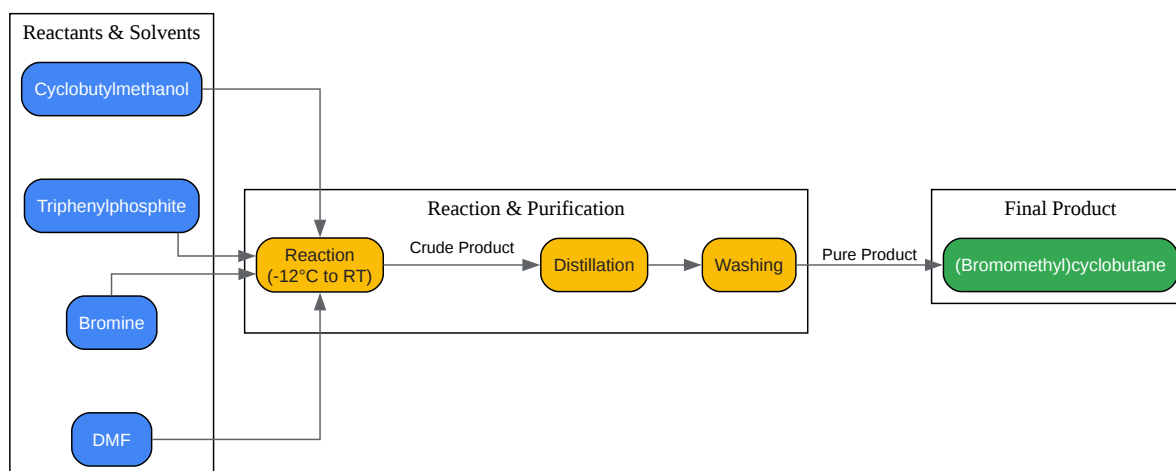 Reactants & Solvents
Cyclobutylmethanol
Triphenylphosphite
Bromine
DMF
Reaction & Purification
Reaction
(-12°C to RT)
Crude Product
Distillation
Washing
Pure Product
Final Product
(Bromomethyl)cyclobutane